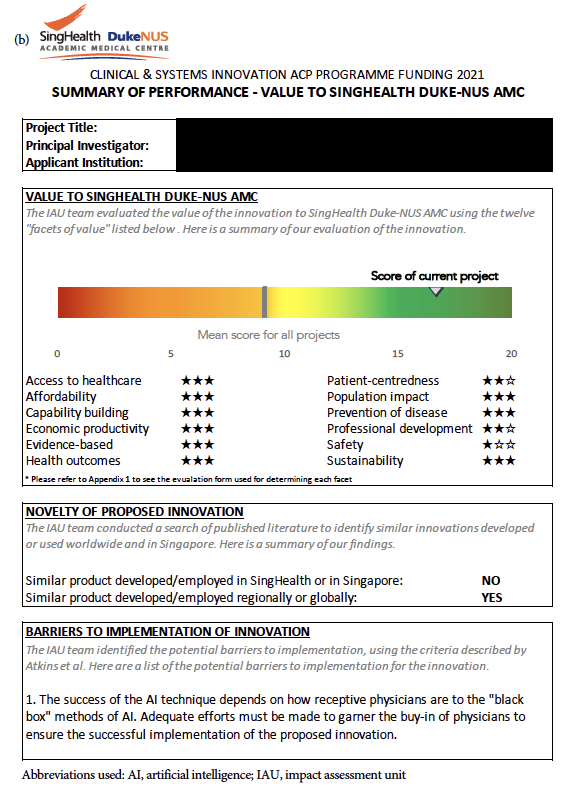 (b)
SingHealth DukeNUS
ACADEMIC MEDICAL CENTRE
CLINICAL & SYSTEMS INNOVATION ACP PROGRAMME FUNDING 2021
SUMMARY OF PERFORMANCE - VALUE TO SINGHEALTH DUKE-NUS AMC
Project Title:
Principal Investigator:
Applicant Institution:
VALUE TO SINGHEALTH DUKE-NUS AMC
The IAU team evaluated the value of the innovation to SingHealth Duke-NUS AMC using the twelve
"facets of value" listed below . Here is a summary of our evaluation of the innovation.
Score of current project
Mean score for all projects
0 5 10 15 20
Access to healthcare ★★★ Patient-centredness ★★☆
Affordability ★★★ Population impact ★★★
Capability building ★★★ Prevention of disease ★★★
Economic productivity ★★★ Professional development ★★☆
Evidence-based ★★★ Safety ★☆☆
Health outcomes ★★★ Sustainability ★★★
* Please refer to Appendix 1 to see the evualation form used for determining each facet
NOVELTY OF PROPOSED INNOVATION
The IAU team conducted a search of published literature to identify similar innovations developed
or used worldwide and in Singapore. Here is a summary of our findings.
Similar product developed/employed in SingHealth or in Singapore: NO
Similar product developed/employed regionally or globally: YES
BARRIERS TO IMPLEMENTATION OF INNOVATION
The IAU team identified the potential barriers to implementation, using the criteria described by
Atkins et al. Here are a list of the potential barriers to implementation for the innovation.
1. The success of the AI technique depends on how receptive physicians are to the "black
box" methods of AI. Adequate efforts must be made to garner the buy-in of physicians to
ensure the successful implementation of the proposed innovation.
Abbreviations used: AI, artificial intelligence; IAU, impact assessment unit